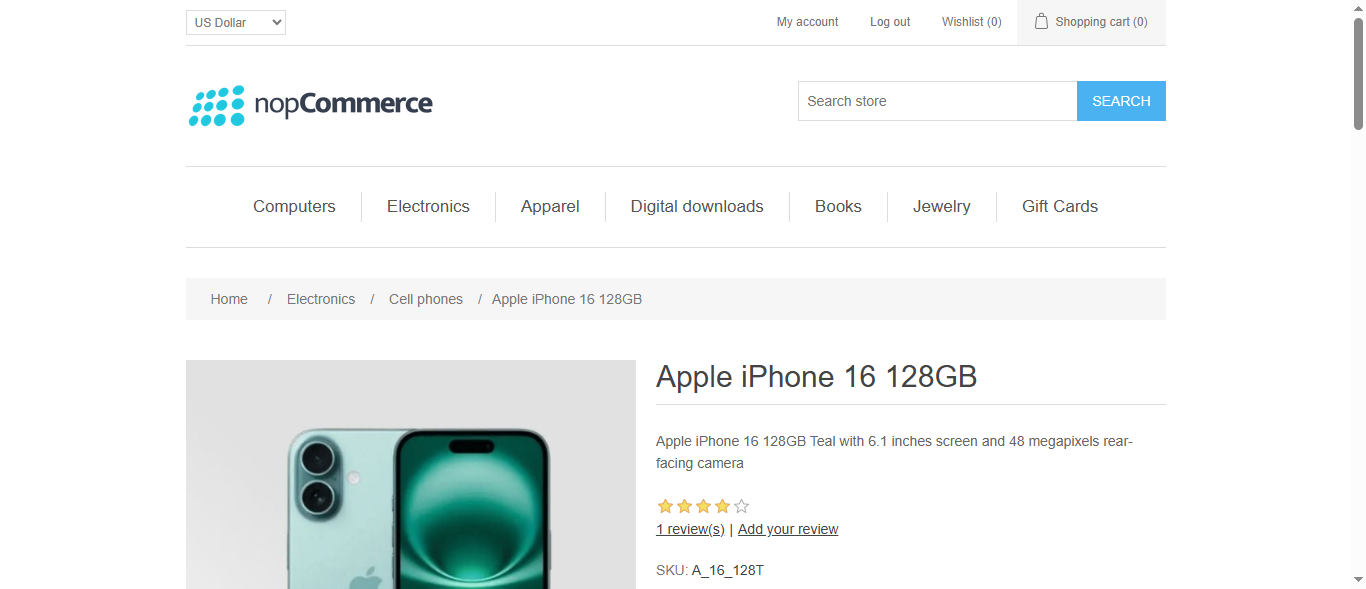 US Dollar
My account
Log out
Wishlist (0)
Shopping cart (0)
nopCommerce
Search store
SEARCH
Computers
Electronics
Apparel
Digital downloads
Books
Jewelry
Gift Cards
Home / Electronics / Cell phones / Apple iPhone 16 128GB
Apple iPhone 16 128GB
Apple iPhone 16 128GB Teal with 6.1 inches screen and 48 megapixels rear-
facing camera
1 review(s) | Add your review
SKU: A_16_128T